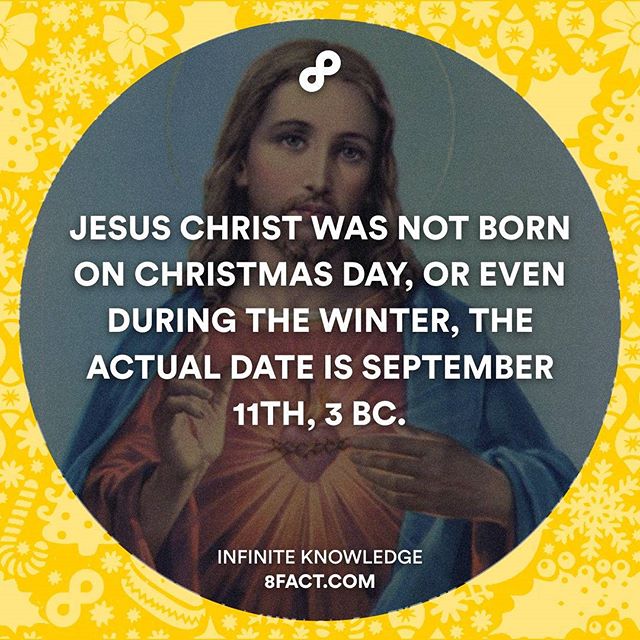 JESUS CHRIST WAS NOT BORN
ON CHRISTMAS DAY, OR EVEN
DURING THE WINTER, THE
ACTUAL DATE IS SEPTEMBER
11TH, 3 BC.
INFINITE KNOWLEDGE
8FACT.COM